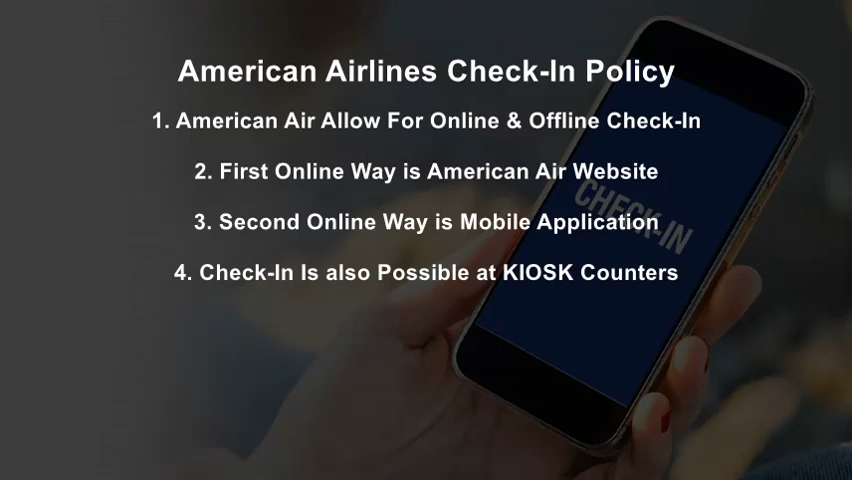 American Airlines Check-In Policy
1. American Air Allow For Online & Offline Check-In
2. First Online Way is American Air Website
3. Second Online Way is Mobile Application
4. Check-In Is also Possible at KIOSK Counters
CHECK-IN